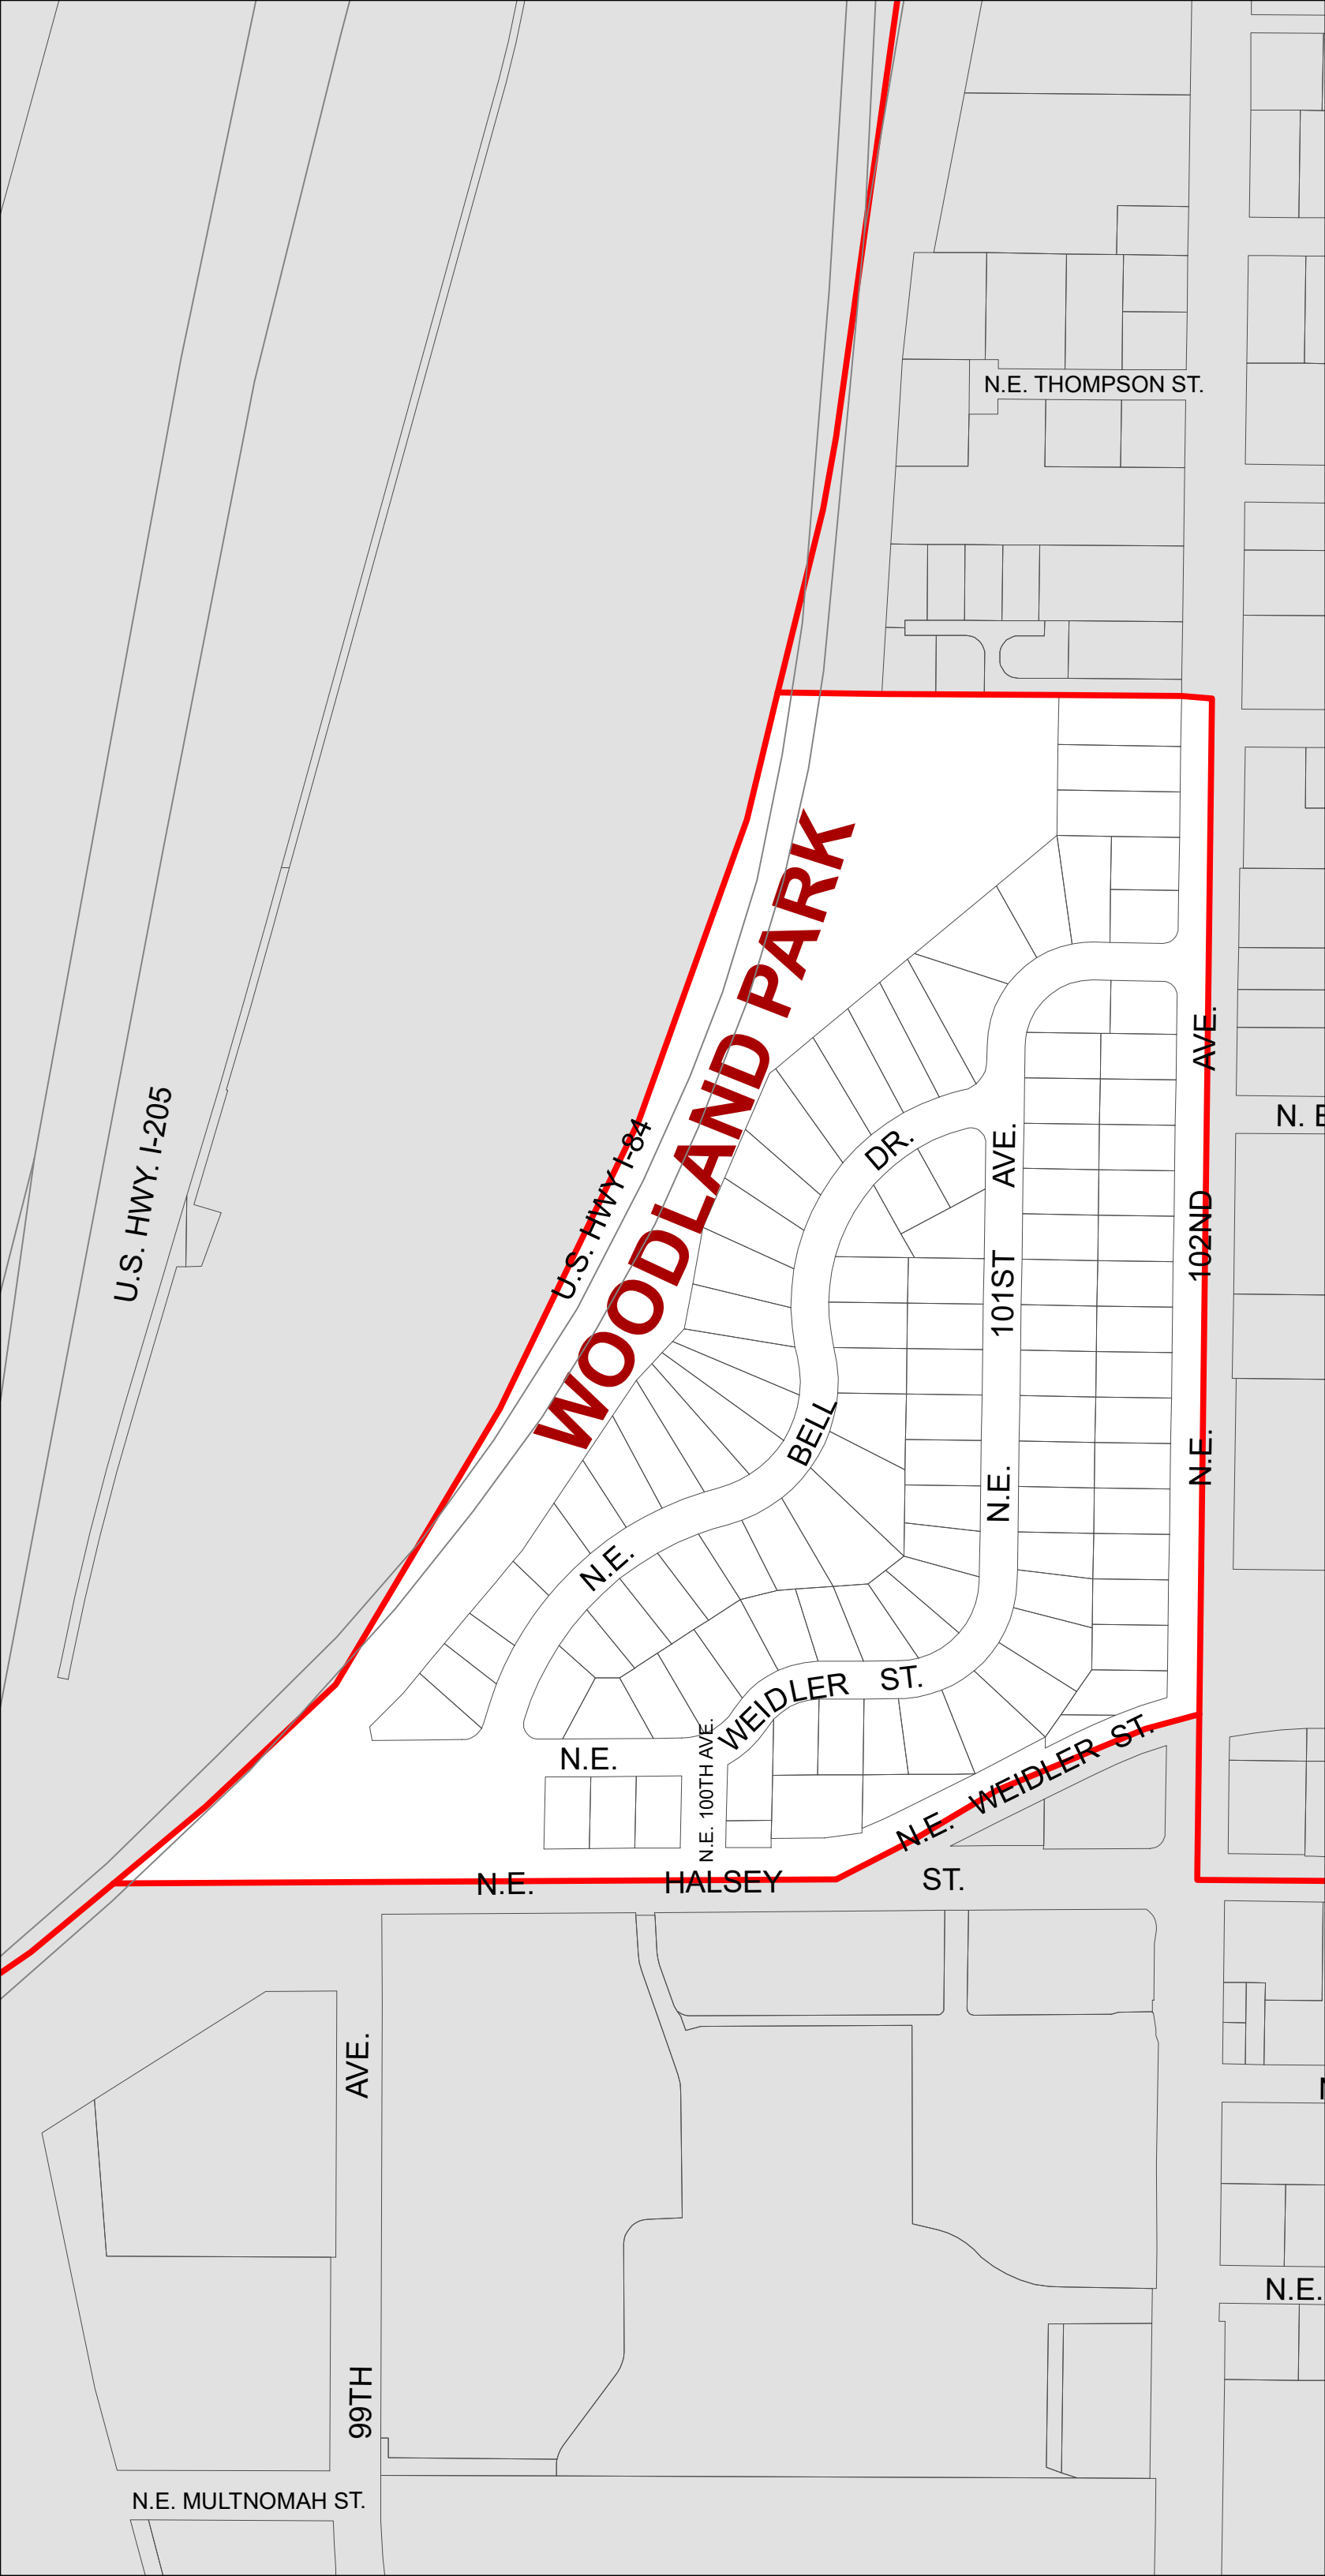 N.E. THOMPSON ST.
WOODLAND PARK
U.S. HWY I-84
U.S. HWY. I-205
N.E. 102ND AVE.
N. E
N.E. 101ST AVE.
N.E. BELL DR.
N.E. WEIDLER ST.
N.E. 100TH AVE.
N.E. WEIDLER ST.
N.E. HALSEY ST.
99TH AVE.
N.E.
N.E. MULTNOMAH ST.